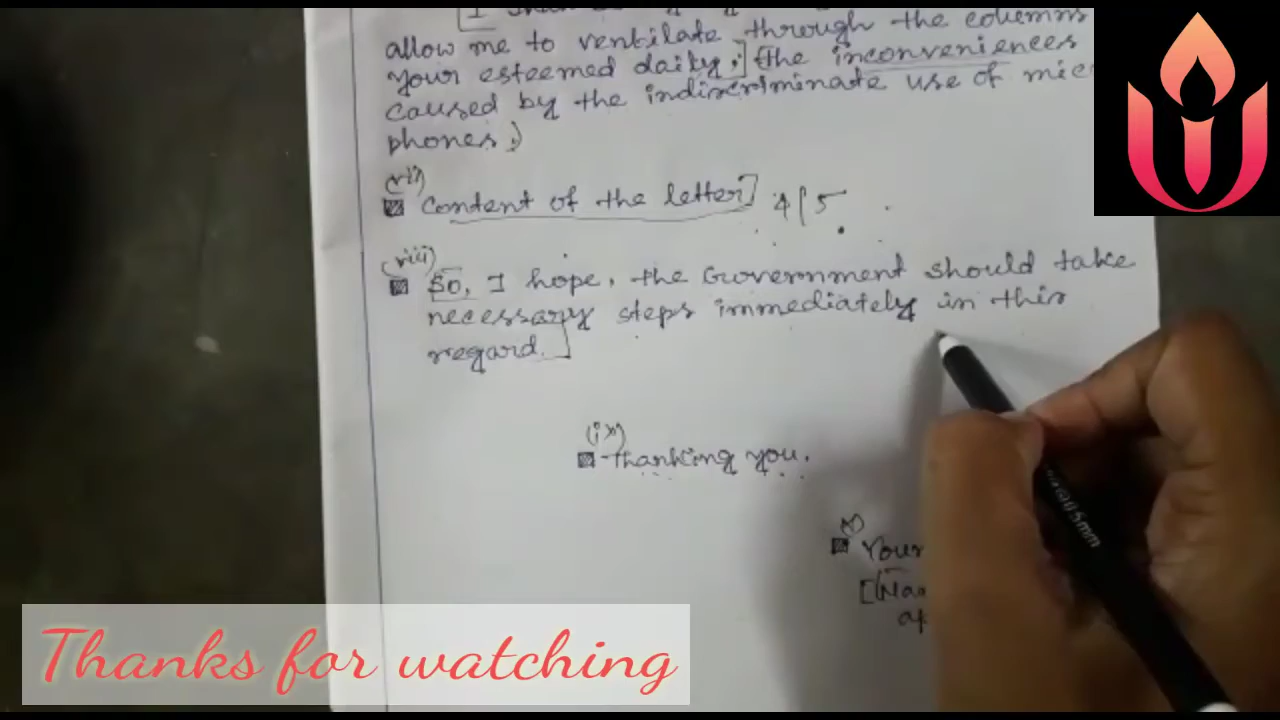 allow me to ventilate through the columns
your esteemed daily.] (the inconveniences
caused by the indiscriminate use of mic
phones.)
(vii)
Content of the letter] 4/5
(viii)
So, I hope, the Government should take
necessary steps immediately in this
regard.]
(ix)
Thanking you.
(x)
Your
[(Na
Thanks for watching
0.5mm